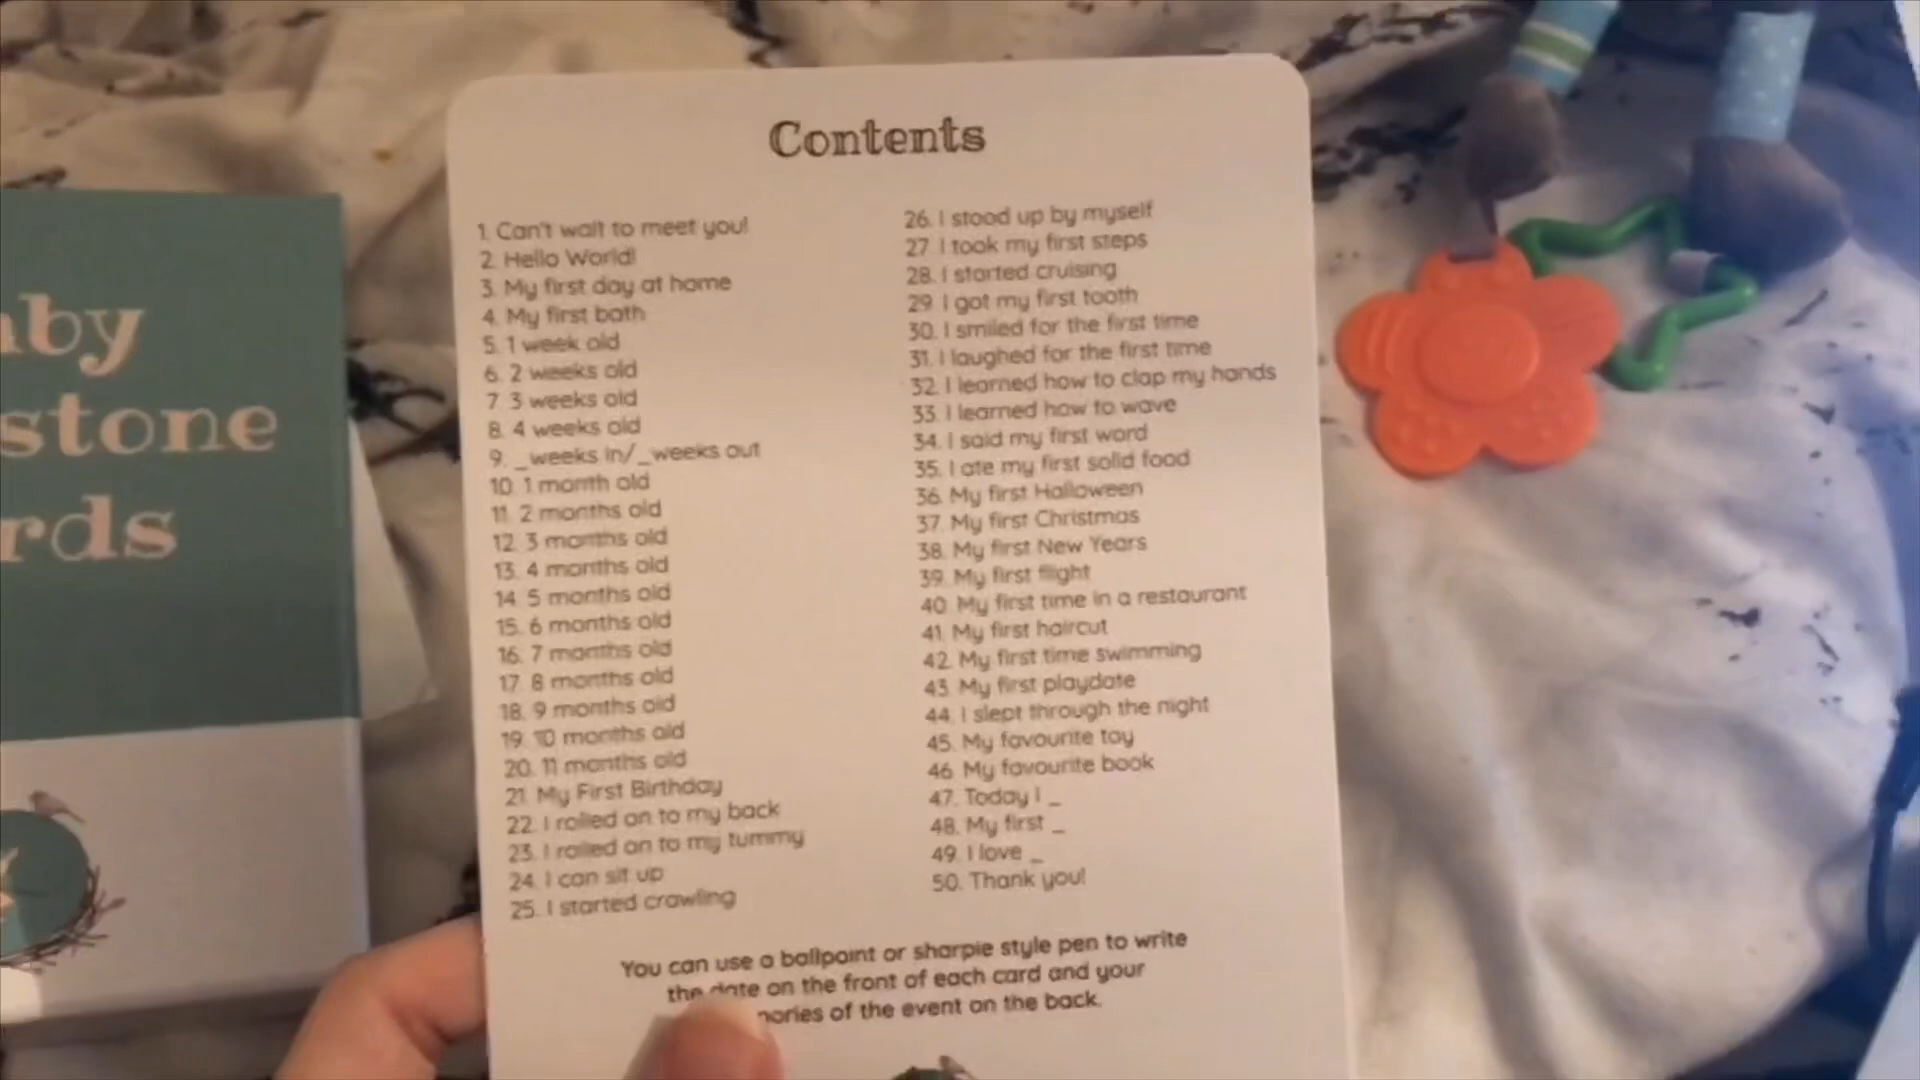 Contents
1. Can't wait to meet you!
2. Hello World!
3. My first day at home
4. My first bath
5. 1 week old
6. 2 weeks old
7. 3 weeks old
8. 4 weeks old
9. _weeks in/_weeks out
10. 1 month old
11. 2 months old
12. 3 months old
13. 4 months old
14. 5 months old
15. 6 months old
16. 7 months old
17. 8 months old
18. 9 months old
19. 10 months old
20. 11 months old
21. My First Birthday
22. I rolled on to my back
23. I rolled on to my tummy
24. I can sit up
25. I started crawling
26. I stood up by myself
27. I took my first steps
28. I started cruising
29. I got my first tooth
30. I smiled for the first time
31. I laughed for the first time
32. I learned how to clap my hands
33. I learned how to wave
34. I said my first word
35. I ate my first solid food
36. My first Halloween
37. My first Christmas
38. My first New Years
39. My first flight
40. My first time in a restaurant
41. My first haircut
42. My first time swimming
43. My first playdate
44. I slept through the night
45. My favourite toy
46. My favourite book
47. Today I _
48. My first _
49. I love _
50. Thank you!
You can use a ballpoint or sharpie style pen to write
the date on the front of each card and your
nories of the event on the back.
aby
stone
rds